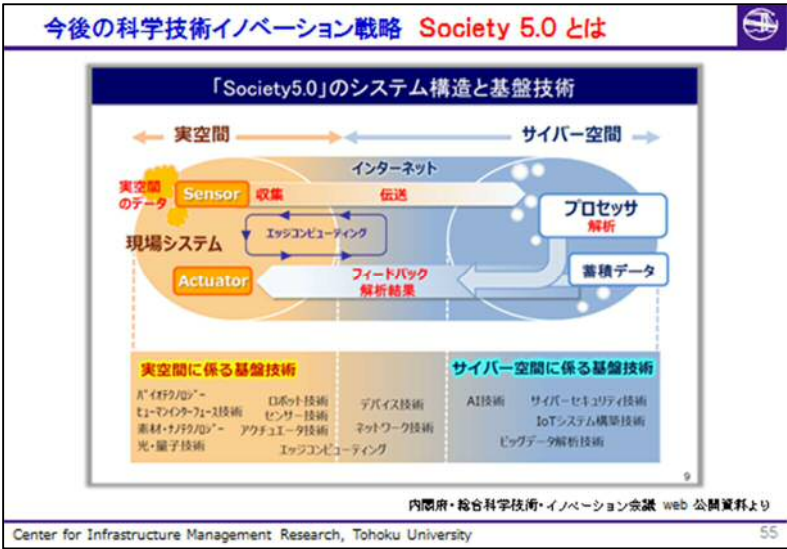 今後の科学技術イノベーション戦略 Society 5.0 とは
「Society5.0」のシステム構造と基盤技術
実空間
サイバー空間
インターネット
実空間
のデータ
Sensor
収集
伝送
プロセッサ
解析
エッジコンピューティング
現場システム
Actuator
フィードバック
解析結果
蓄積データ
実空間に係る基盤技術
バイオテクノロジー
ヒューマンインターフェース技術
素材・ナノテクノロジー
光・量子技術
ロボット技術
センサー技術
アクチュエータ技術
デバイス技術
ネットワーク技術
エッジコンピューティング
サイバー空間に係る基盤技術
AI技術
サイバーセキュリティ技術
IoTシステム構築技術
ビッグデータ解析技術
9
内閣府・総合科学技術・イノベーション会議 web 公開資料より
Center for Infrastructure Management Research, Tohoku University
55